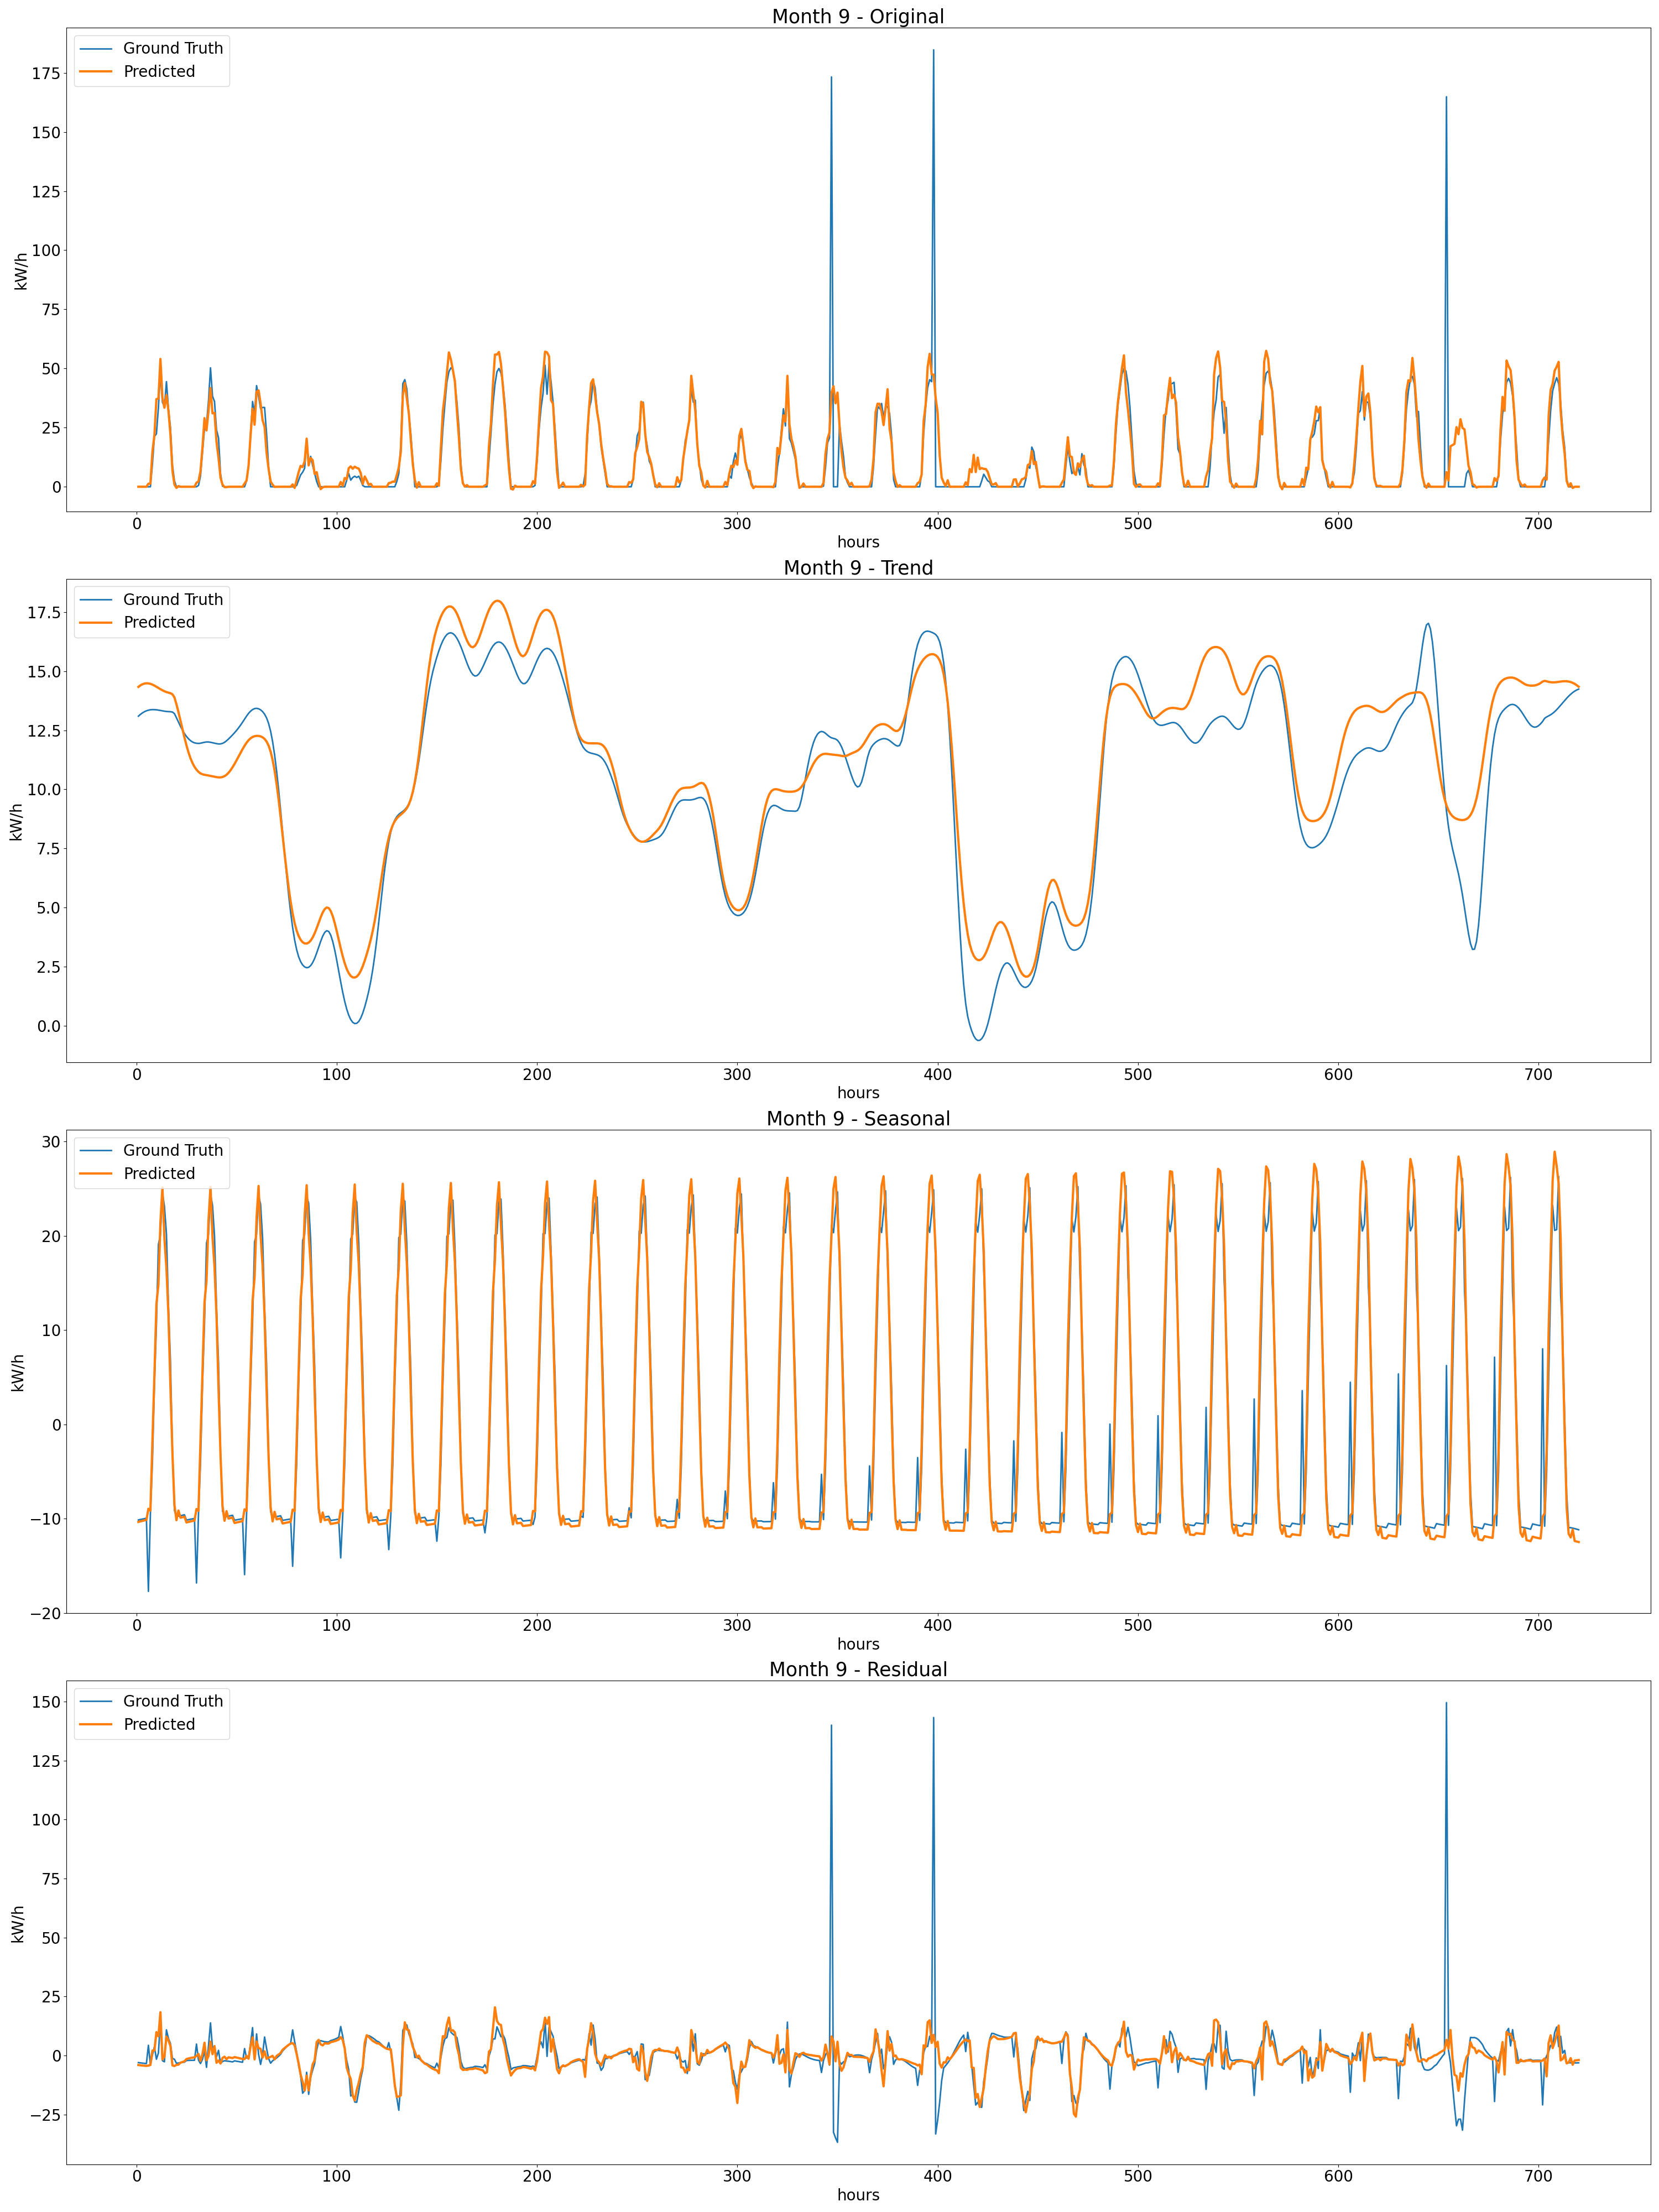 Month 9 - Original
Ground Truth
Predicted
175
150
125
100
75
50
25
0
kW/h
0 100 200 300 400 500 600 700
hours
Month 9 - Trend
Ground Truth
Predicted
17.5
15.0
12.5
10.0
7.5
5.0
2.5
0.0
kW/h
0 100 200 300 400 500 600 700
hours
Month 9 - Seasonal
Ground Truth
Predicted
30
20
10
0
−10
−20
kW/h
0 100 200 300 400 500 600 700
hours
Month 9 - Residual
Ground Truth
Predicted
150
125
100
75
50
25
0
−25
kW/h
0 100 200 300 400 500 600 700
hours